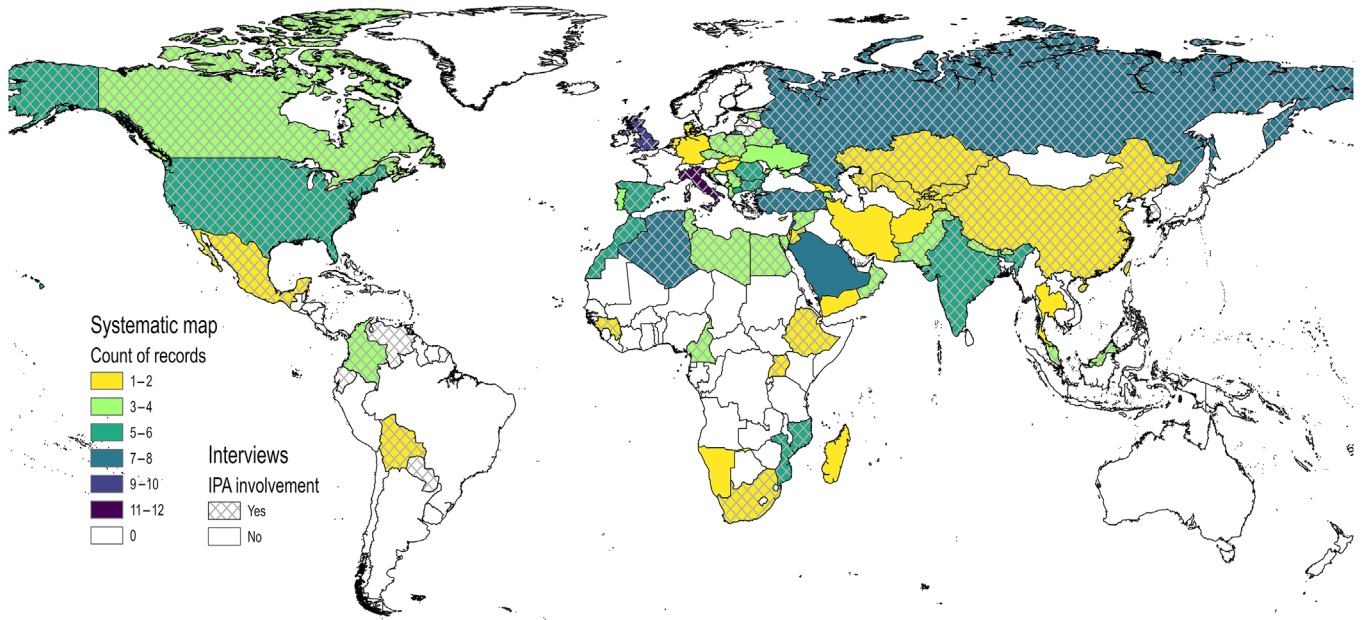 Systematic map
Count of records
1–2
3–4
5–6
7–8
9–10
11–12
0
Interviews
IPA involvement
Yes
No